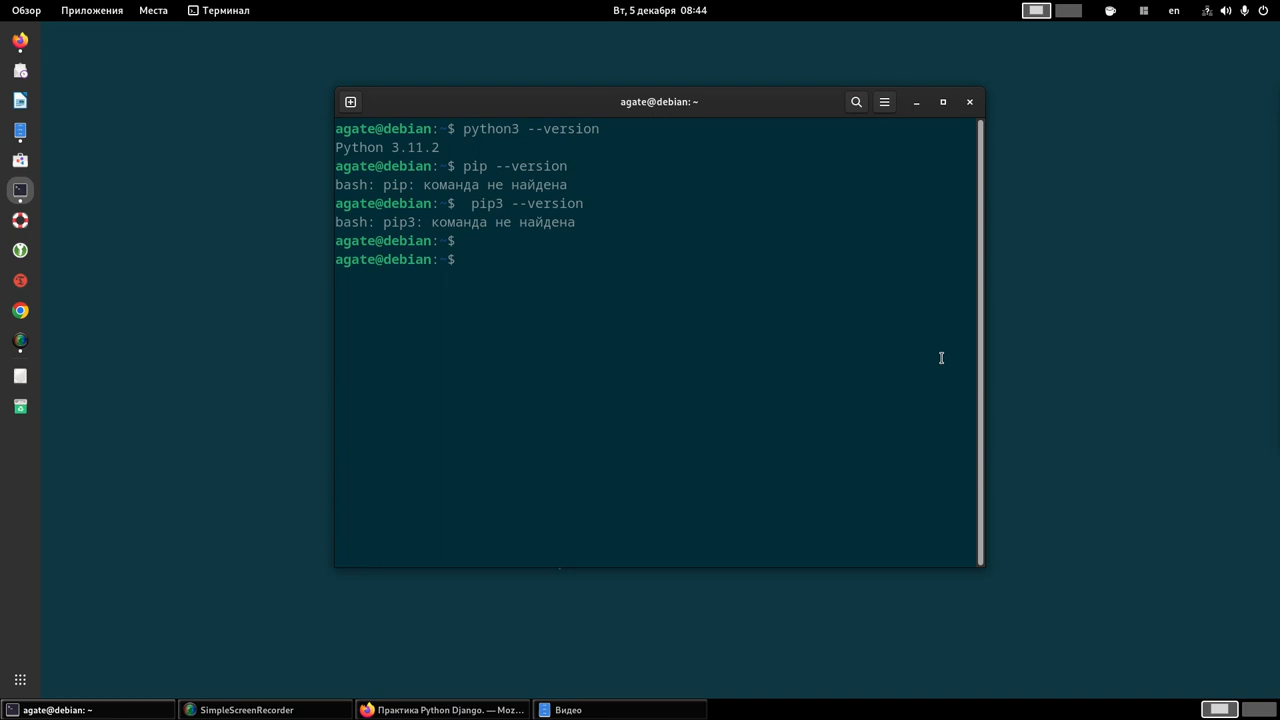 Обзор Приложения Места Терминал Вт, 5 декабря 08:44 en
agate@debian: ~
agate@debian:~$ python3 --version
Python 3.11.2
agate@debian:~$ pip --version
bash: pip: команда не найдена
agate@debian:~$  pip3 --version
bash: pip3: команда не найдена
agate@debian:~$
agate@debian:~$
agate@debian: ~ SimpleScreenRecorder Практика Python Django. — Moz... Видео